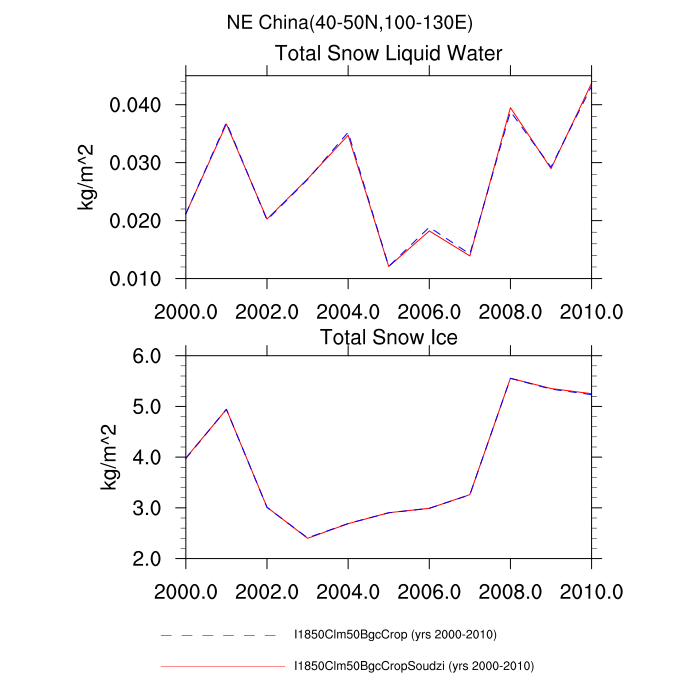 NE China(40-50N,100-130E)
Total Snow Liquid Water
0.040
0.030
0.020
0.010
kg/m^2
2000.0 2002.0 2004.0 2006.0 2008.0 2010.0
Total Snow Ice
6.0
5.0
4.0
3.0
2.0
kg/m^2
2000.0 2002.0 2004.0 2006.0 2008.0 2010.0
I1850Clm50BgcCrop (yrs 2000-2010)
I1850Clm50BgcCropSoudzi (yrs 2000-2010)